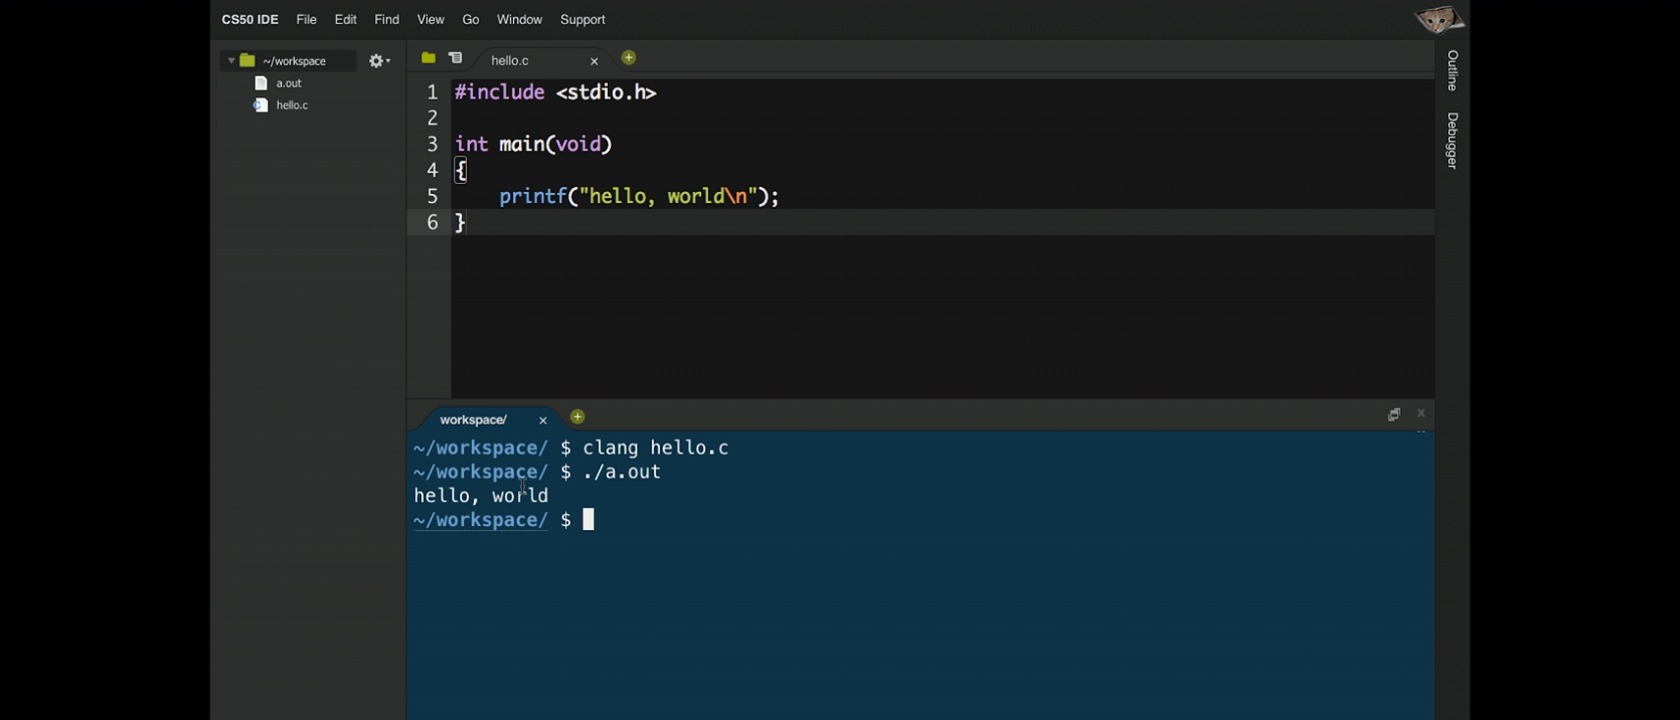 CS50 IDE File Edit Find View Go Window Support
~/workspace
a.out
hello.c
hello.c
1 #include <stdio.h>
2
3 int main(void)
4 {
5     printf("hello, world\n");
6 }
Outline
Debugger
workspace/
~/workspace/ $ clang hello.c
~/workspace/ $ ./a.out
hello, world
~/workspace/ $